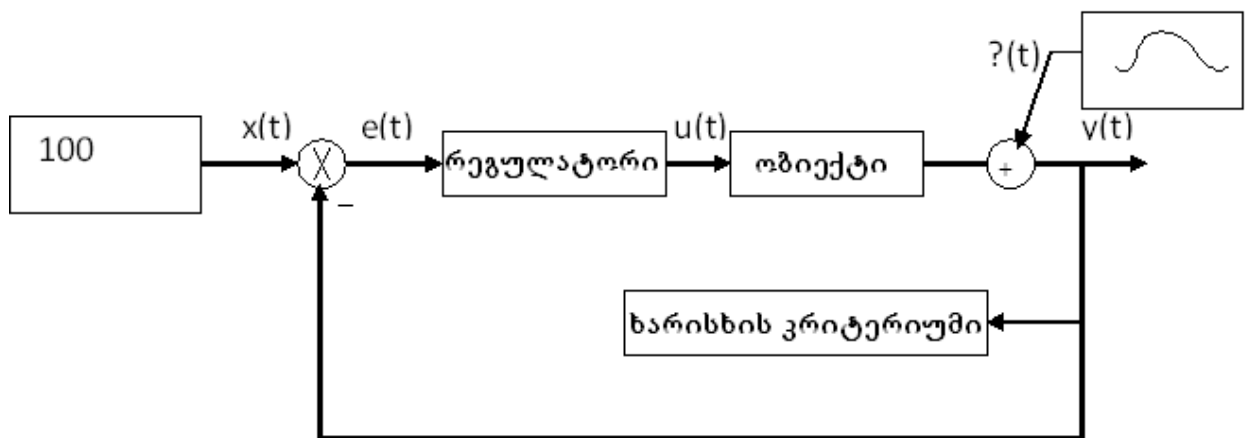 ?(t)
x(t)
e(t)
u(t)
v(t)
100
რეგულატორი
ობიექტი
+
−
ხარისხის კრიტერიუმი